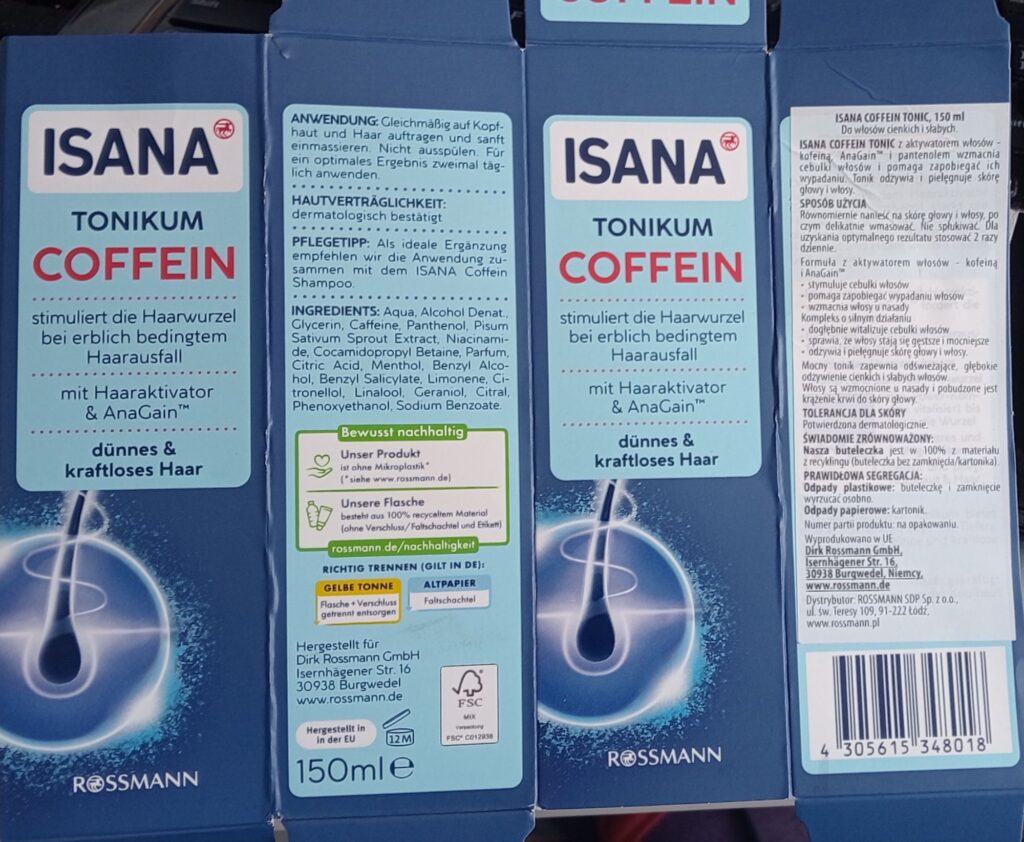 COFFEIN
ISANA
TONIKUM
COFFEIN
stimuliert die Haarwurzel
bei erblich bedingtem
Haarausfall
mit Haaraktivator
& AnaGain™
dünnes &
kraftloses Haar
ROSSMANN
ANWENDUNG: Gleichmäßig auf Kopf-
haut und Haar auftragen und sanft
einmassieren. Nicht ausspülen. Für
ein optimales Ergebnis zweimal täg-
lich anwenden.
HAUTVERTRÄGLICHKEIT:
dermatologisch bestätigt
PFLEGETIPP: Als ideale Ergänzung
empfehlen wir die Anwendung zu-
sammen mit dem ISANA Coffein
Shampoo.
INGREDIENTS: Aqua, Alcohol Denat.,
Glycerin, Caffeine, Panthenol, Pisum
Sativum Sprout Extract, Niacinami-
de, Cocamidopropyl Betaine, Parfum,
Citric Acid, Menthol, Benzyl Alco-
hol, Benzyl Salicylate, Limonene, Ci-
tronellol, Linalool, Geraniol, Citral,
Phenoxyethanol, Sodium Benzoate.
Bewusst nachhaltig
Unser Produkt
ist ohne Mikroplastik*
(*siehe www.rossmann.de)
Unsere Flasche
besteht aus 100% recyceltem Material
(ohne Verschluss/Faltschachtel und Etikett)
rossmann.de/nachhaltigkeit
RICHTIG TRENNEN (GILT IN DE):
GELBE TONNE
Flasche + Verschluss
getrennt entsorgen
ALTPAPIER
Faltschachtel
Hergestellt für
Dirk Rossmann GmbH
Isernhägener Str. 16
30938 Burgwedel
www.rossmann.de
Hergestellt in
in der EU
12M
150ml e
FSC
MIX
Verpackung
FSC® C012938
ISANA
TONIKUM
COFFEIN
stimuliert die Haarwurzel
bei erblich bedingtem
Haarausfall
mit Haaraktivator
& AnaGain™
dünnes &
kraftloses Haar
ROSSMANN
ISANA COFFEIN TONIC, 150 ml
Do włosów cienkich i słabych.
ISANA COFFEIN TONIC z aktywatorem włosów -
kofeiną, AnaGain™ i pantenolem wzmacnia
cebulki włosów i pomaga zapobiegać ich
wypadaniu. Tonik odżywia i pielęgnuje skórę
głowy i włosy.
SPOSÓB UŻYCIA
Równomiernie nanieść na skórę głowy i włosy, po
czym delikatnie wmasować. Nie spłukiwać. Dla
uzyskania optymalnego rezultatu stosować 2 razy
dziennie.
Formuła z aktywatorem włosów - kofeiną
i AnaGain™
- stymuluje cebulki włosów
- pomaga zapobiegać wypadaniu włosów
- wzmacnia włosy u nasady
Kompleks o silnym działaniu
- dogłębnie witalizuje cebulki włosów
- sprawia, że włosy stają się gęstsze i mocniejsze
- odżywia i pielęgnuje skórę głowy i włosy.
Mocny tonik zapewnia odświeżające, głębokie
odżywienie cienkich i słabych włosów.
Włosy są wzmocnione u nasady i pobudzone jest
krążenie krwi do skóry głowy.
TOLERANCJA DLA SKÓRY
Potwierdzona dermatologicznie.
ŚWIADOMIE ZRÓWNOWAŻONY:
Nasza buteleczka jest w 100% z materiału
z recyklingu (buteleczka bez zamknięcia/kartonika).
PRAWIDŁOWA SEGREGACJA:
Odpady plastikowe: buteleczkę i zamknięcie
wyrzucać osobno.
Odpady papierowe: kartonik.
Numer partii produktu: na opakowaniu.
Wyprodukowano w UE
Dirk Rossmann GmbH,
Isernhägener Str. 16,
30938 Burgwedel, Niemcy,
www.rossmann.de
Dystrybutor: ROSSMANN SDP Sp. z o.o.,
ul. św. Teresy 109, 91-222 Łódź.
www.rossmann.pl
4 305615 348018